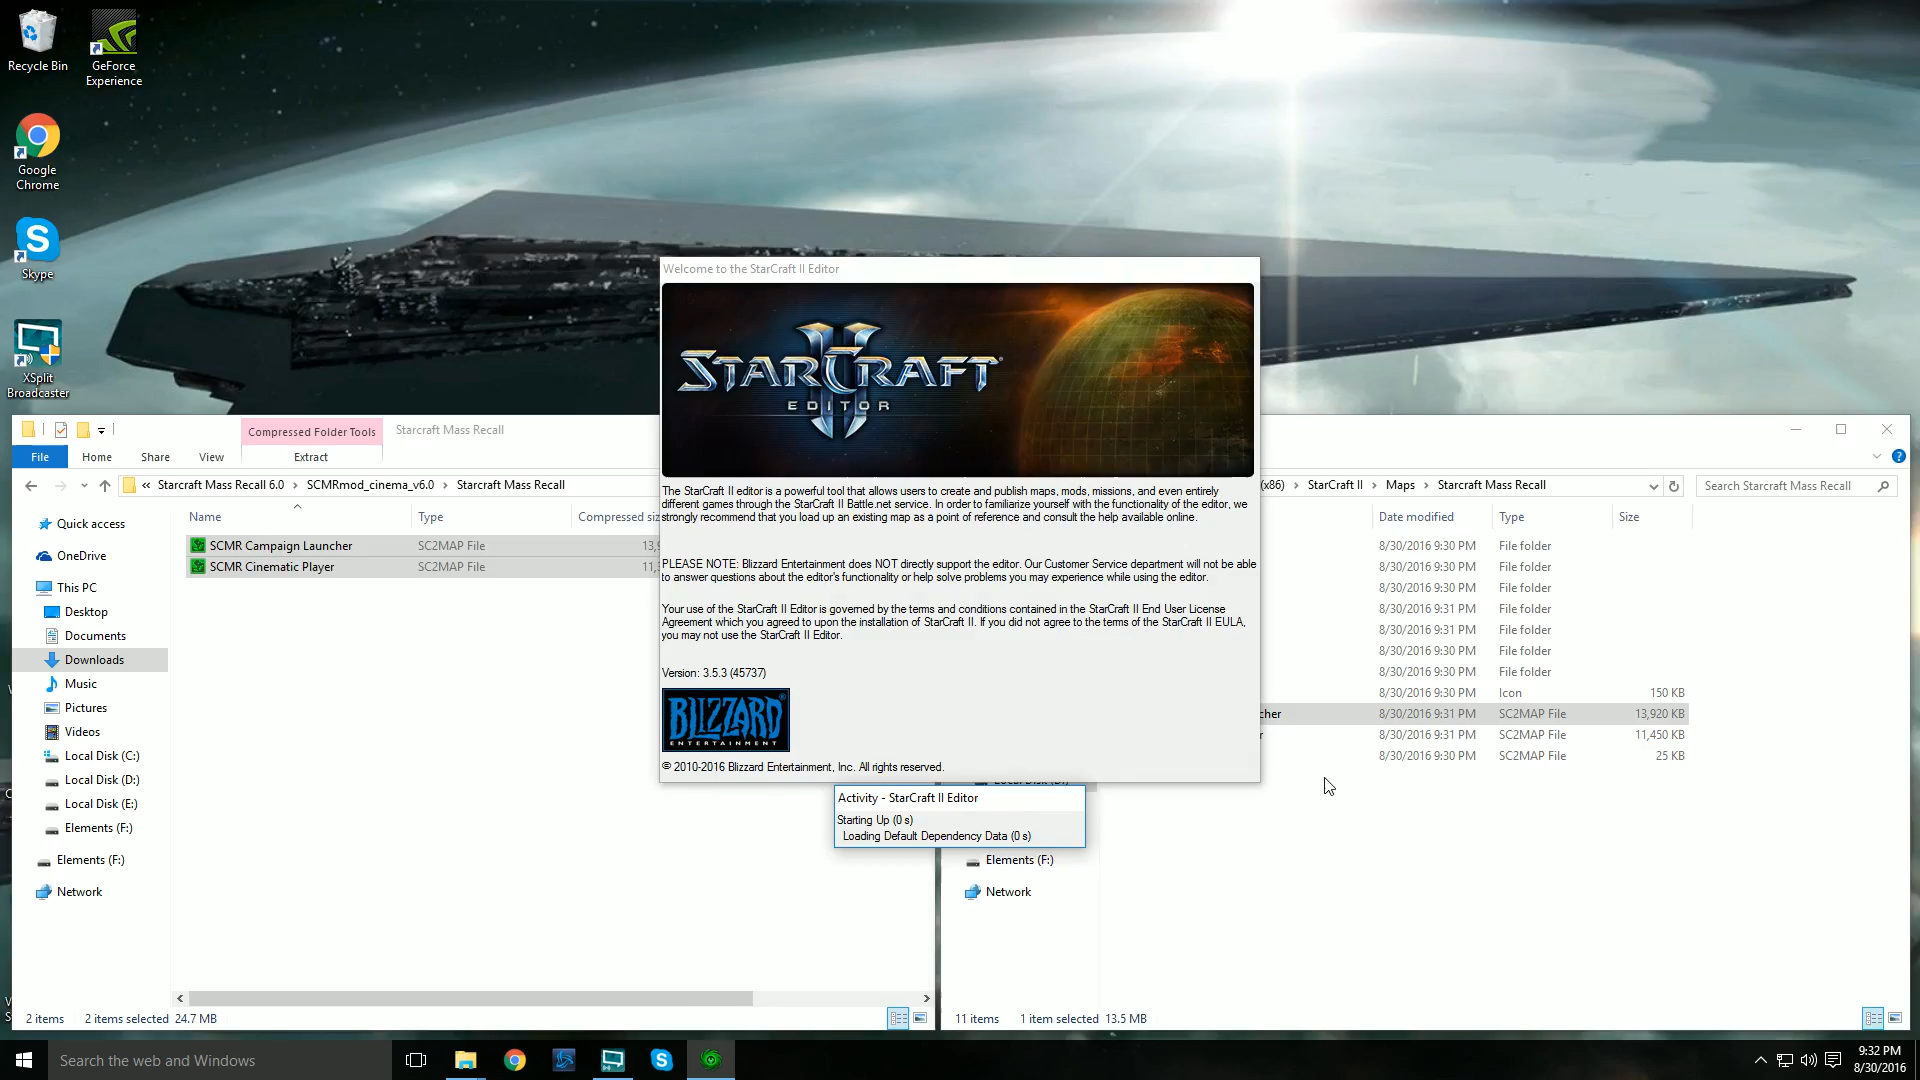 Recycle Bin
GeForce
Experience
Google
Chrome
Skype
XSplit
Broadcaster
Welcome to the StarCraft II Editor
STARCRAFT
II
EDITOR
The StarCraft II editor is a powerful tool that allows users to create and publish maps, mods, missions, and even entirely
different games through the StarCraft II Battle.net service. In order to familiarize yourself with the functionality of the editor, we
strongly recommend that you load up an existing map as a point of reference and consult the help available online.
PLEASE NOTE: Blizzard Entertainment does NOT directly support the editor. Our Customer Service department will not be able
to answer questions about the editor's functionality or help solve problems you may experience while using the editor.
Your use of the StarCraft II Editor is governed by the terms and conditions contained in the StarCraft II End User License
Agreement which you agreed to upon the installation of StarCraft II. If you did not agree to the terms of the StarCraft II EULA,
you may not use the StarCraft II Editor.
Version: 3.5.3 (45737)
BLIZZARD
ENTERTAINMENT
© 2010-2016 Blizzard Entertainment, Inc. All rights reserved.
Activity - StarCraft II Editor
Starting Up (0 s)
Loading Default Dependency Data (0 s)
Compressed Folder Tools
Starcraft Mass Recall
File Home Share View Extract
« Starcraft Mass Recall 6.0 > SCMRmod_cinema_v6.0 > Starcraft Mass Recall
Name Type Compressed
SCMR Campaign Launcher SC2MAP File
SCMR Cinematic Player SC2MAP File
Quick access
OneDrive
This PC
Desktop
Documents
Downloads
Music
Pictures
Videos
Local Disk (C:)
Local Disk (D:)
Local Disk (E:)
Elements (F:)
Elements (F:)
Network
2 items 2 items selected 24.7 MB
(x86) > StarCraft II > Maps > Starcraft Mass Recall
Search Starcraft Mass Recall
Date modified Type Size
8/30/2016 9:30 PM File folder
8/30/2016 9:30 PM File folder
8/30/2016 9:30 PM File folder
8/30/2016 9:31 PM File folder
8/30/2016 9:31 PM File folder
8/30/2016 9:30 PM File folder
8/30/2016 9:30 PM File folder
8/30/2016 9:30 PM Icon 150 KB
cher 8/30/2016 9:31 PM SC2MAP File 13,920 KB
r 8/30/2016 9:31 PM SC2MAP File 11,450 KB
8/30/2016 9:30 PM SC2MAP File 25 KB
Elements (F:)
Network
11 items 1 item selected 13.5 MB
Search the web and Windows
9:32 PM
8/30/2016